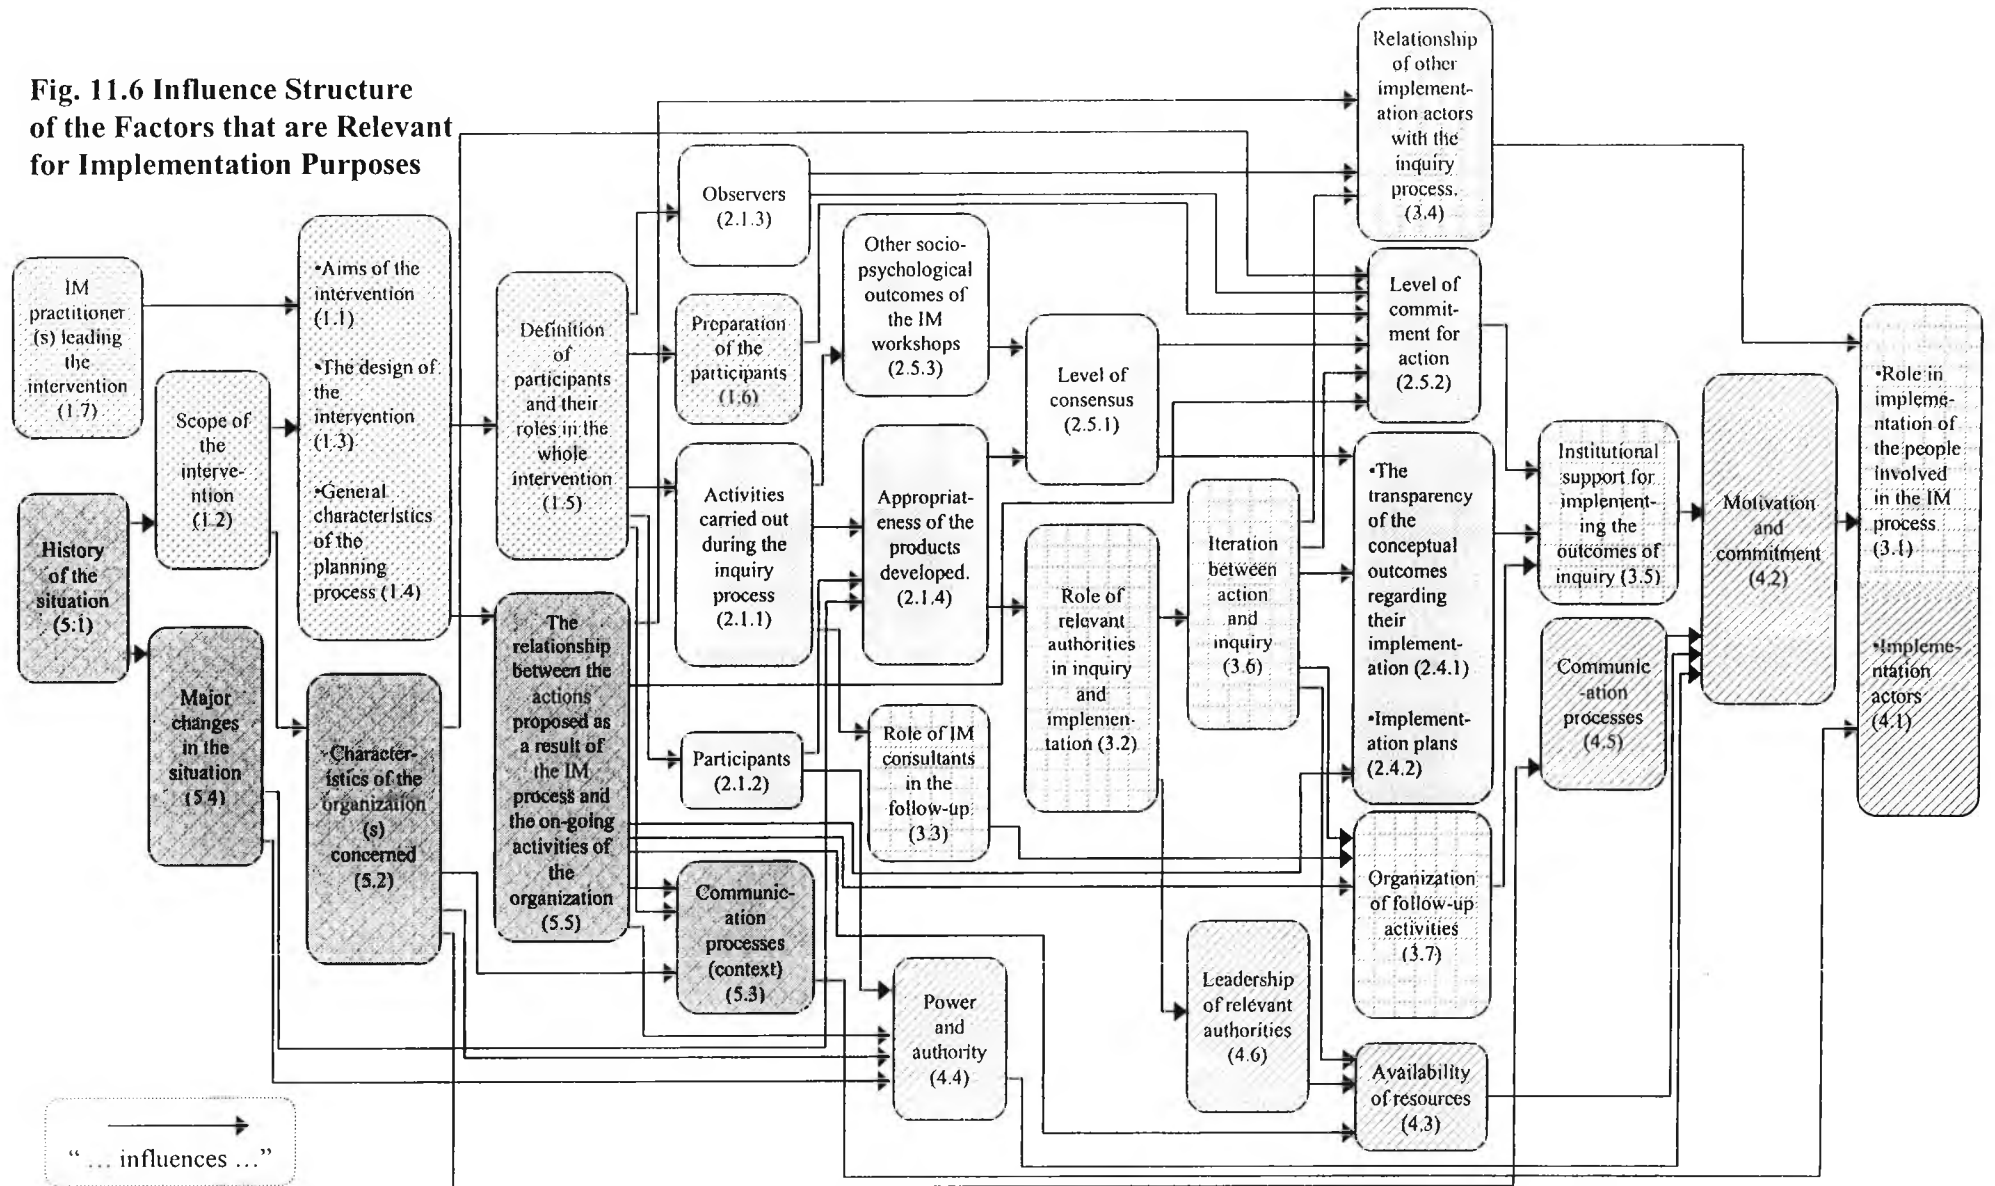 Fig. 11.6 Influence Structure
of the Factors that are Relevant
for Implementation Purposes
IM
practitioner
(s) leading
the
intervention
(1.7)
Scope of
the
interve-
ntion
(1.2)
History
of the
situation
(5.1)
Major
changes
in the
situation
(5.4)
•Aims of the
intervention
(1.1)
•The design of
the
intervention
(1.3)
•General
characteristics
of the
planning
process (1.4)
Character-
istics of the
organization
(s)
concerned
(5.2)
Definition
of
participants
and their
roles in the
whole
intervention
(1.5)
The
relationship
between the
actions
proposed as
a result of
the IM
process and
the on-going
activities of
the
organization
(5.5)
Observers
(2.1.3)
Preparation
of the
participants
(1.6)
Activities
carried out
during the
inquiry
process
(2.1.1)
Participants
(2.1.2)
Communic-
ation
processes
(context)
(5.3)
Other socio-
psychological
outcomes of
the IM
workshops
(2.5.3)
Appropriat-
eness of the
products
developed.
(2.1.4)
Role of IM
consultants
in the
follow-up
(3.3)
Power
and
authority
(4.4)
Level of
consensus
(2.5.1)
Role of
relevant
authorities
in inquiry
and
implemen-
tation (3.2)
Iteration
between
action
and
inquiry
(3.6)
Leadership
of relevant
authorities
(4.6)
Relationship
of other
implement-
ation actors
with the
inquiry
process.
(3.4)
Level of
commit-
ment for
action
(2.5.2)
•The
transparency
of the
conceptual
outcomes
regarding
their
implement-
ation (2.4.1)
•Implement-
ation plans
(2.4.2)
Organization
of follow-up
activities
(3.7)
Availability
of resources
(4.3)
Institutional
support for
implement-
ing the
outcomes of
inquiry (3.5)
Communic
-ation
processes
(4.5)
Motivation
and
commitment
(4.2)
•Role in
impleme-
ntation of
the people
involved
in the IM
process
(3.1)
•Impleme-
ntation
actors
(4.1)
“ ... influences ...”